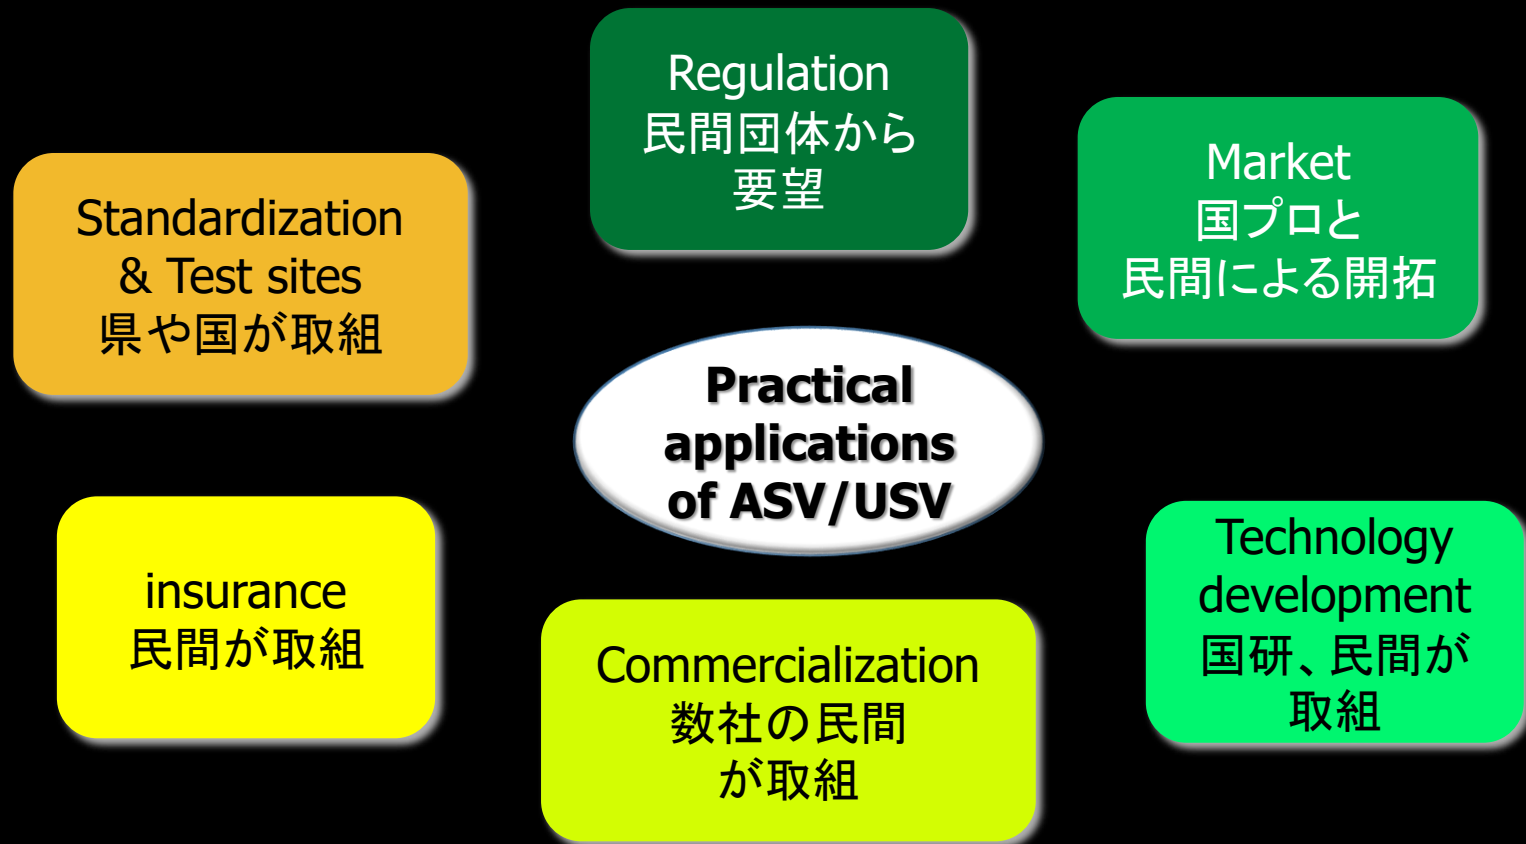 Regulation
民間団体から
要望
Market
国プロと
民間による開拓
Standardization
& Test sites
県や国が取組
Practical
applications
of ASV/USV
insurance
民間が取組
Commercialization
数社の民間
が取組
Technology
development
国研、民間が
取組